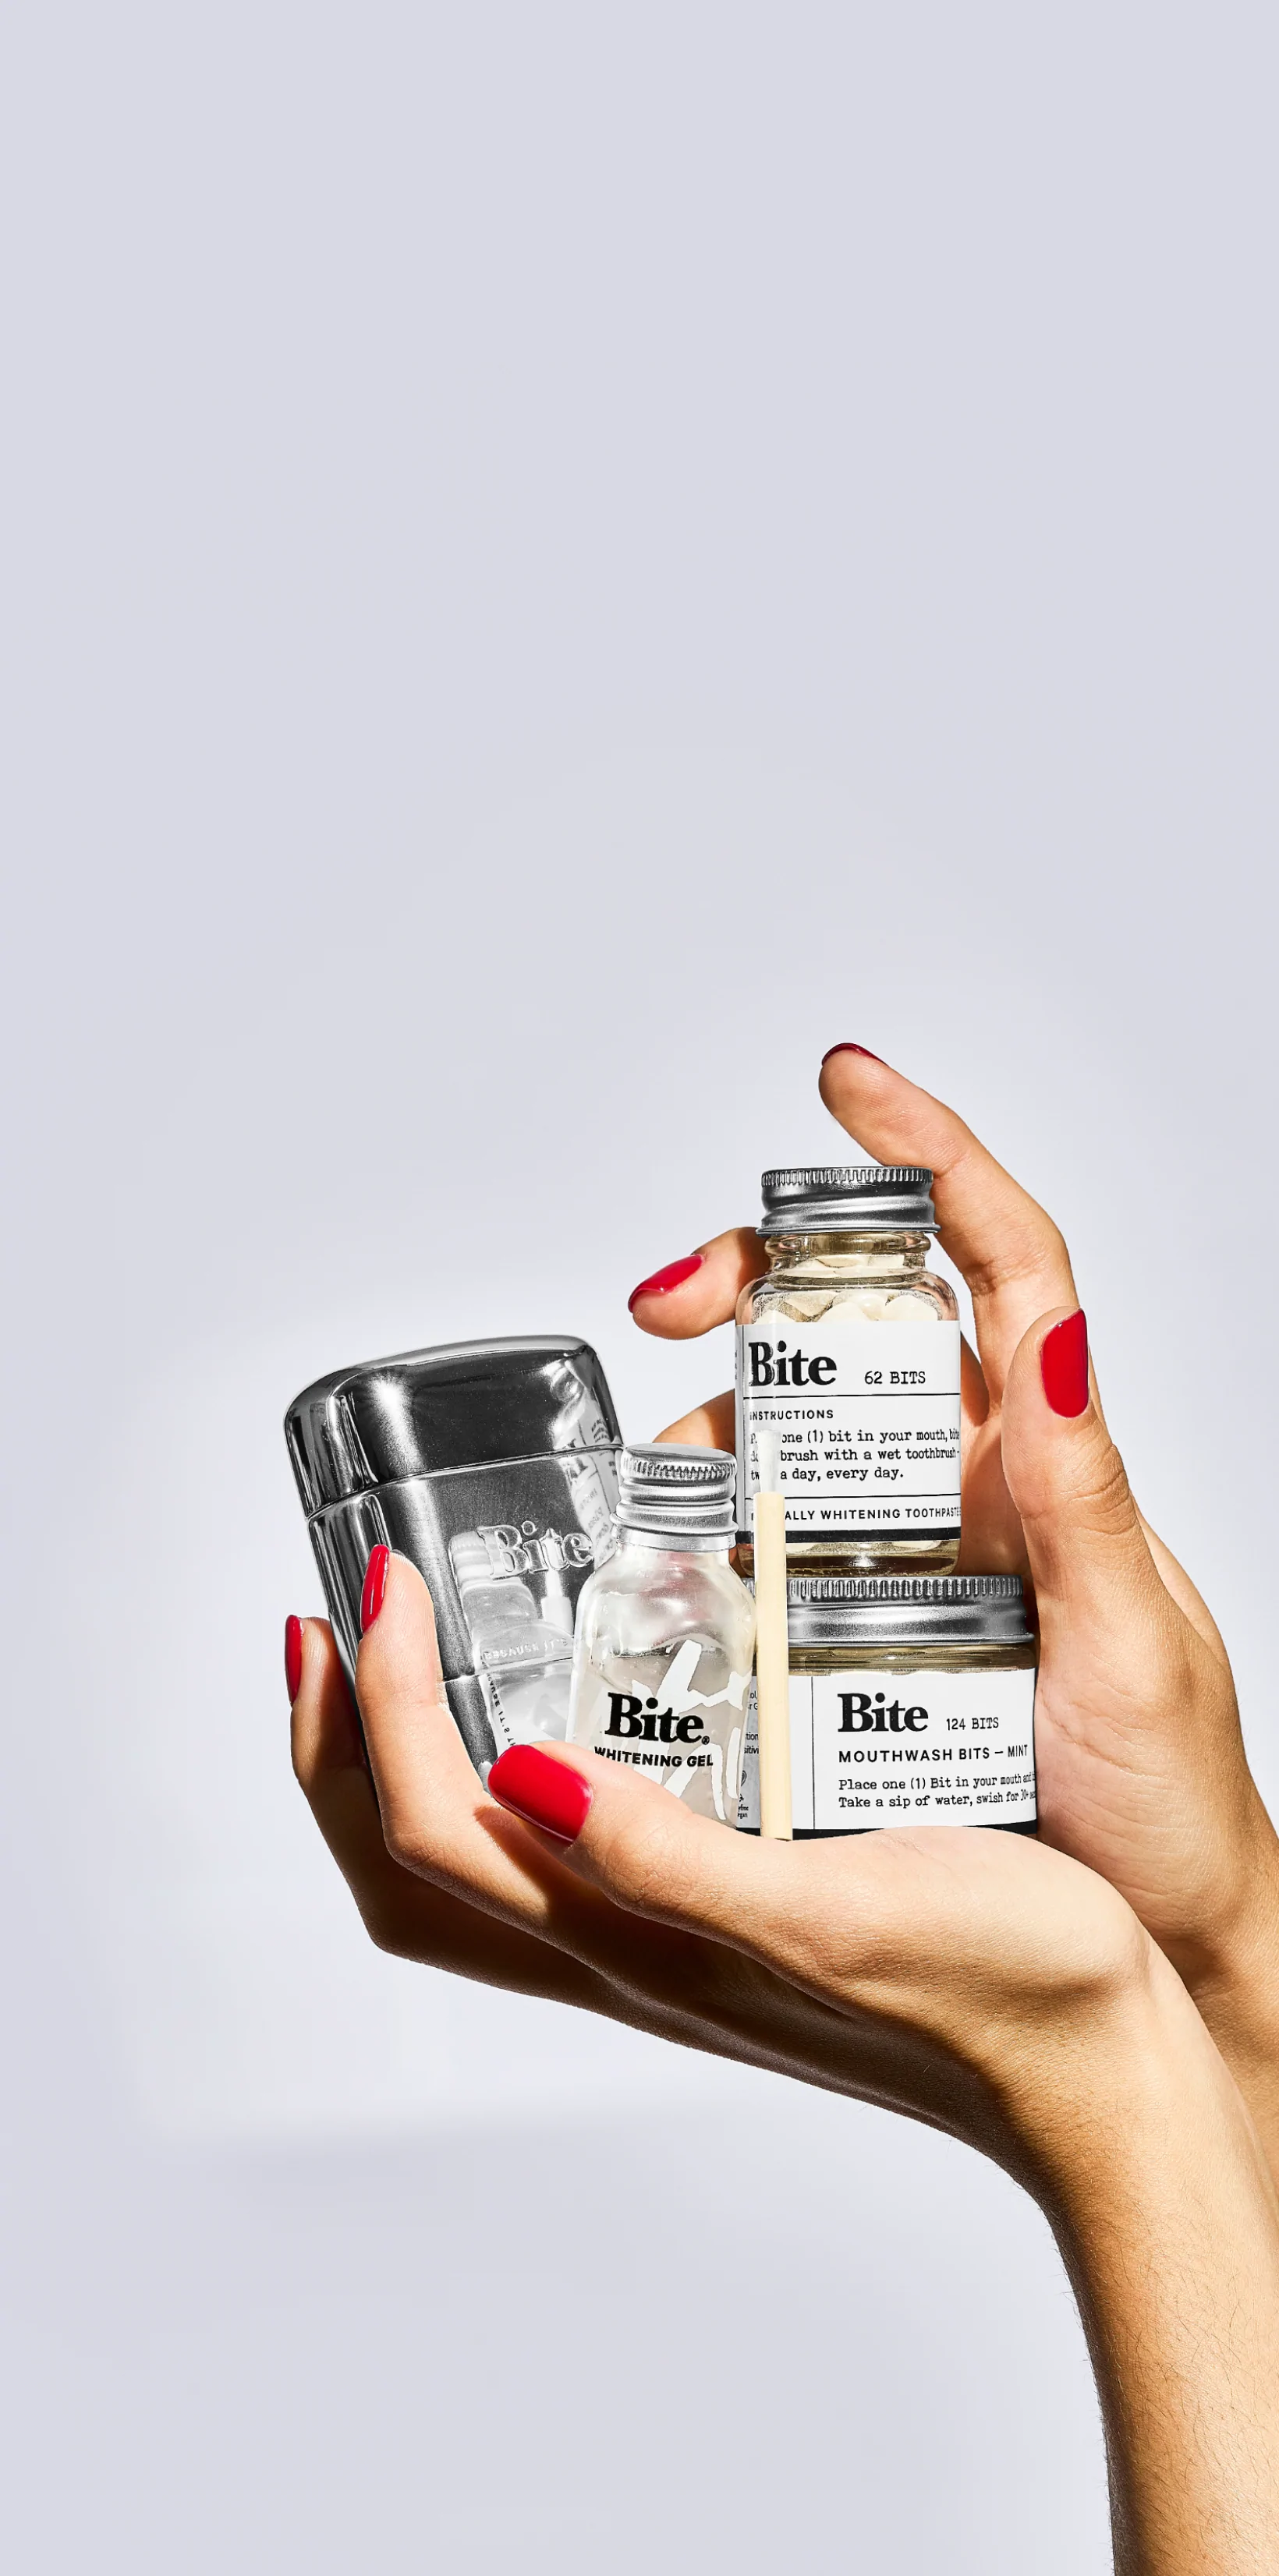 Bite 62 BITS
INSTRUCTIONS
one (1) bit in your mouth,
brush with a wet toothbrush
a day, every day.
WHITENING
Bite
Bite®
WHITENING GEL
Bite 124 BITS
MOUTHWASH BITS — MINT
Place one (1) Bit in your mouth
Take a sip of water, swish for